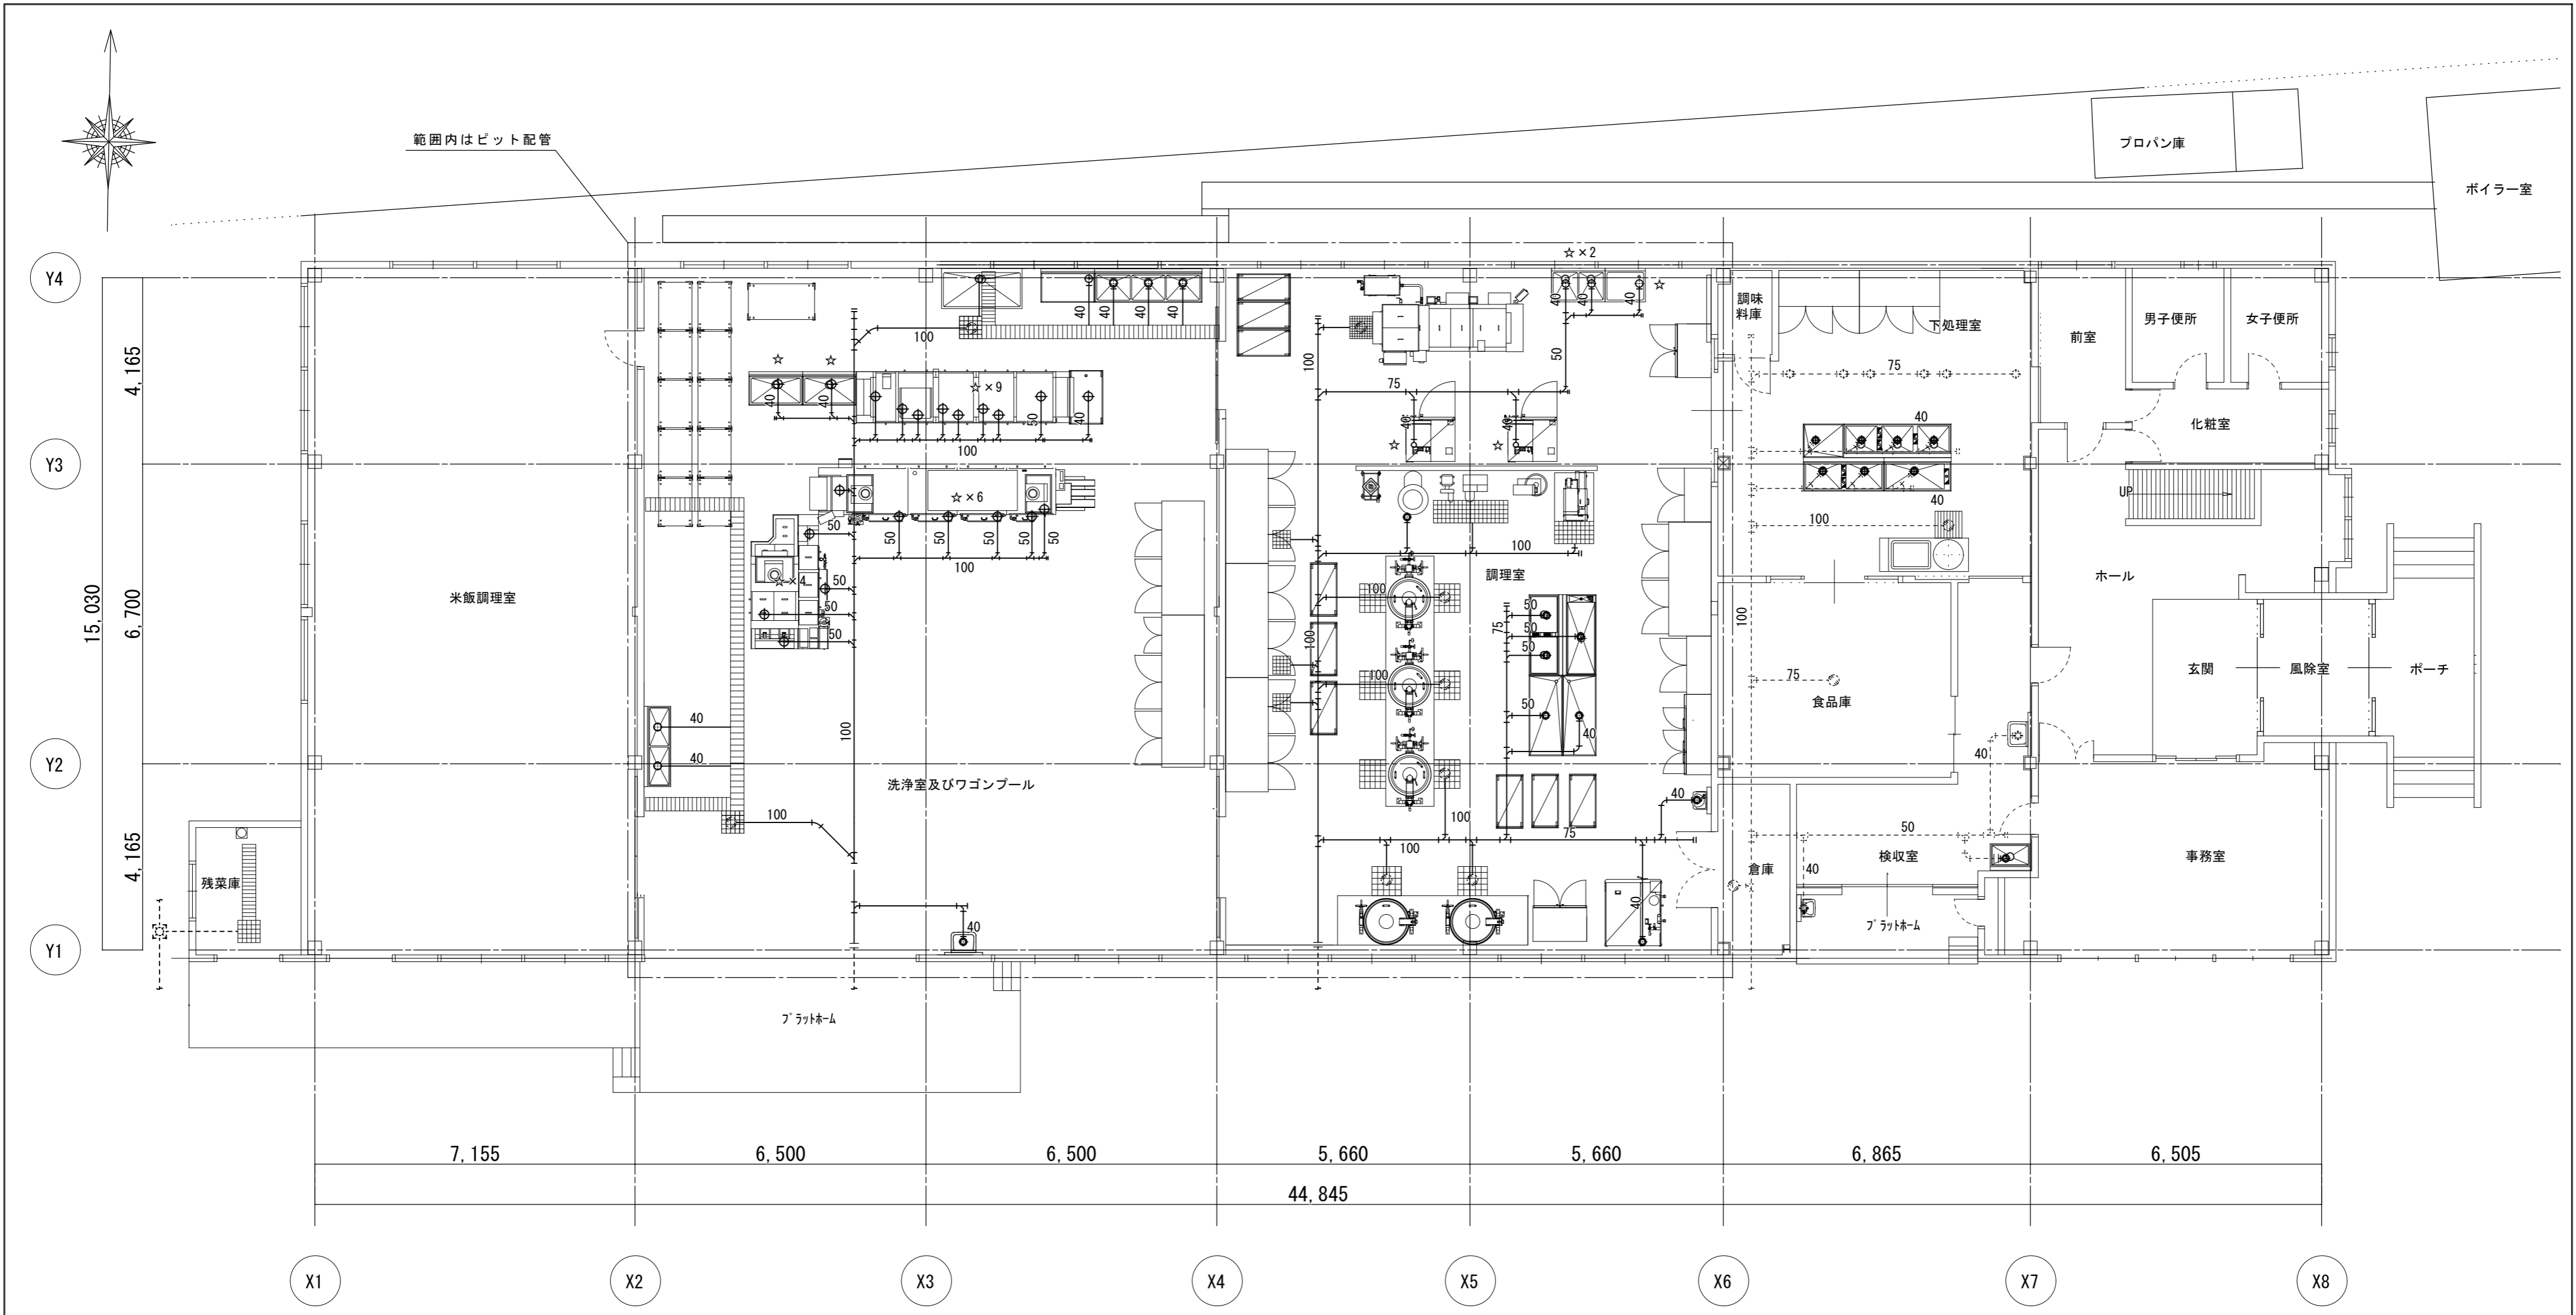 範囲内はピット配管
プロパン庫
ボイラー室
☆×2
Y4
調味
料庫
下処理室
前室
男子便所
女子便所
40
40
40
40
40
40
40
☆
100
100
50
4,165
☆
☆
☆×9
75
75
40
40
50
40
40
40
☆
☆
40
化粧室
100
Y3
☆×6
UP
40
50
50
50
50
50
50
100
100
100
調理室
ホール
☆×4
50
100
15,030
6,700
米飯調理室
50
50
50
50
50
75
100
100
100
玄関
風除室
ポーチ
75
食品庫
40
40
50
40
100
40
Y2
洗浄室及びワゴンプール
40
100
100
100
75
50
検収室
事務室
4,165
残菜庫
倉庫
40
40
40
プラットホーム
Y1
プラットホーム
7,155
6,500
6,500
5,660
5,660
6,865
6,505
44,845
X1
X2
X3
X4
X5
X6
X7
X8